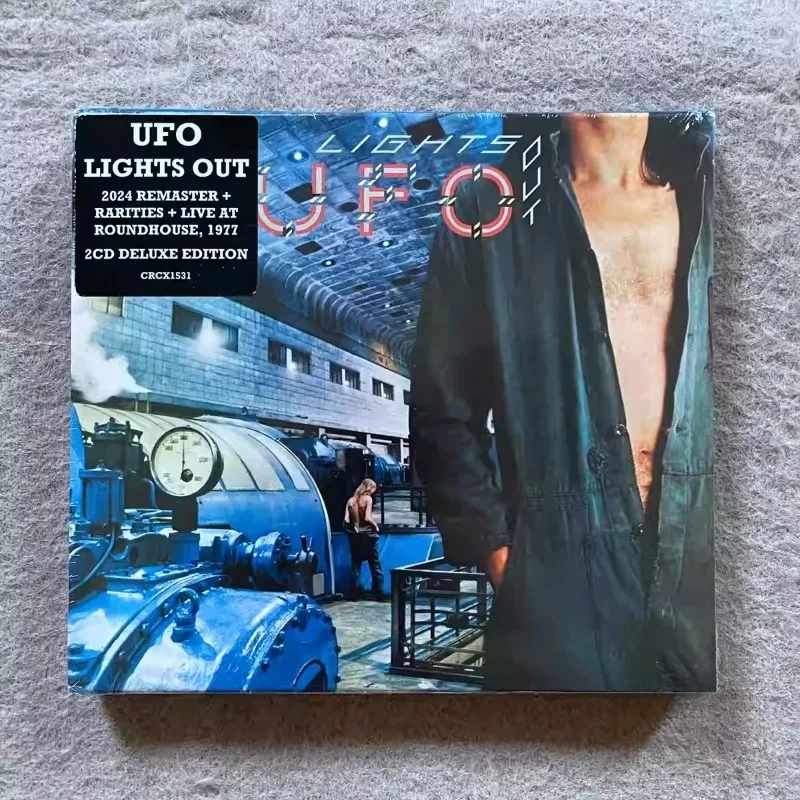 UFO
LIGHTS OUT
2024 REMASTER +
RARITIES + LIVE AT
ROUNDHOUSE, 1977
2CD DELUXE EDITION
CRCX1531
LIGHTS
OUT
UFO